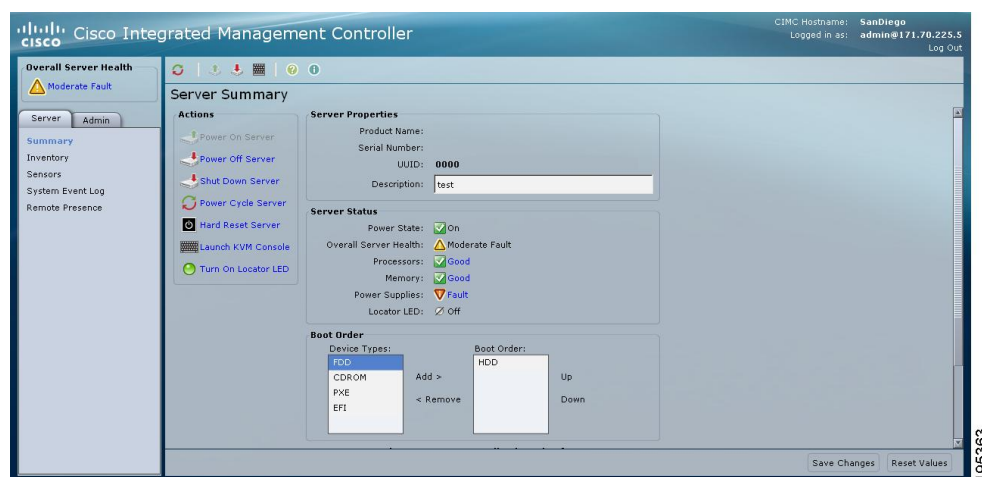 CISCO Cisco Integrated Management Controller
CIMC Hostname: SanDiego
Logged in as: admin@171.70.225.5
Log Out
Overall Server Health
Moderate Fault
Server Admin
Summary
Inventory
Sensors
System Event Log
Remote Presence
Server Summary
Actions
Power On Server
Power Off Server
Shut Down Server
Power Cycle Server
Hard Reset Server
Launch KVM Console
Turn On Locator LED
Server Properties
Product Name:
Serial Number:
UUID: 0000
Description: test
Server Status
Power State: On
Overall Server Health: Moderate Fault
Processors: Good
Memory: Good
Power Supplies: Fault
Locator LED: Off
Boot Order
Device Types: Boot Order:
FDD HDD
CDROM Add > Up
PXE
< Remove Down
EFI
Save Changes Reset Values